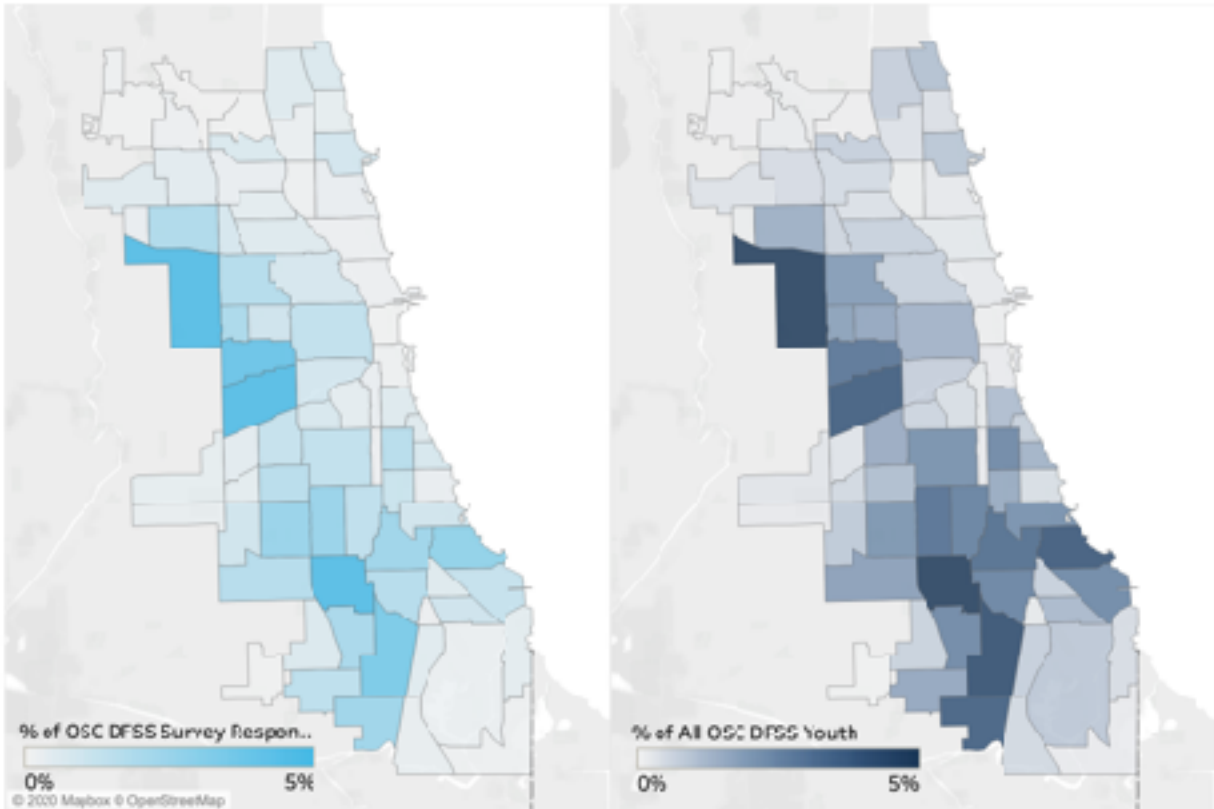 % of OSC DFSS Survey Respon..
0% 5%
© 2020 Mapbox © OpenStreetMap
% of All OSC DFSS Youth
0% 5%